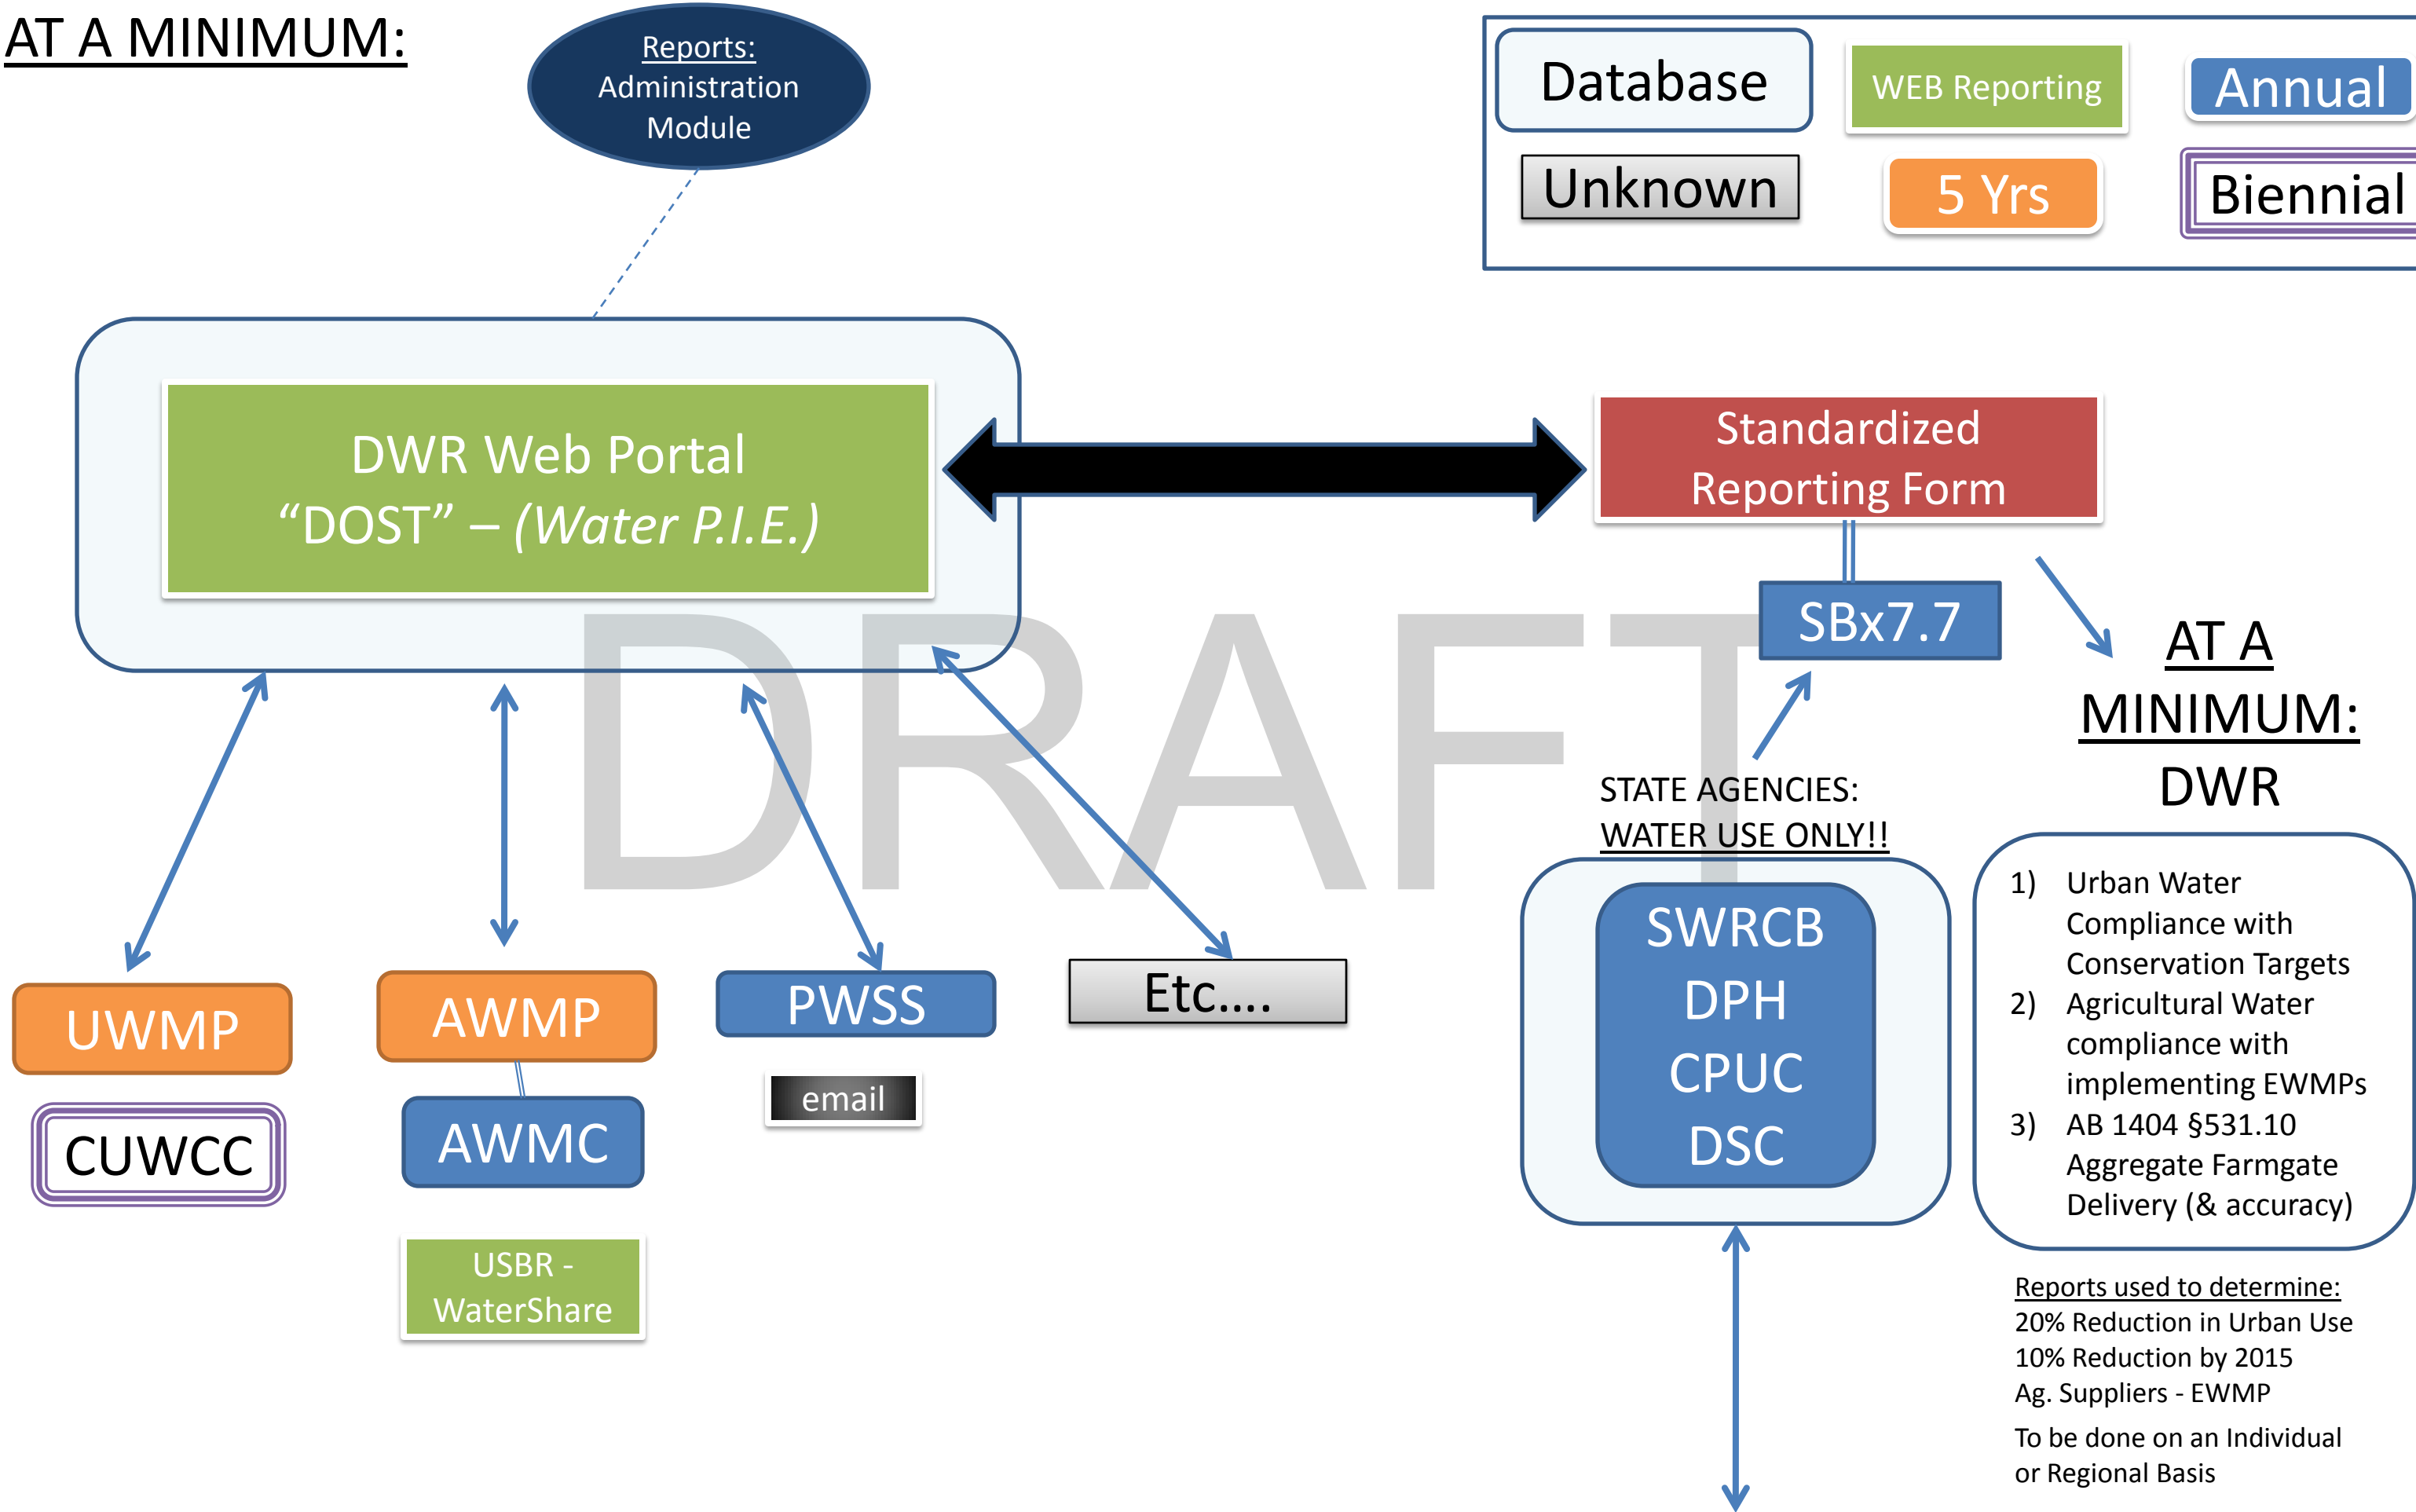 AT A MINIMUM:
Reports:
Administration
Module
Database
WEB Reporting
Annual
Unknown
5 Yrs
Biennial
DWR Web Portal
“DOST” – (Water P.I.E.)
Standardized
Reporting Form
SBx7.7
DRAFT
AT A
MINIMUM:
DWR
STATE AGENCIES:
WATER USE ONLY!!
SWRCB
DPH
CPUC
DSC
1) Urban Water
Compliance with
Conservation Targets
2) Agricultural Water
compliance with
implementing EWMPs
3) AB 1404 §531.10
Aggregate Farmgate
Delivery (& accuracy)
UWMP
CUWCC
AWMP
AWMC
USBR -
WaterShare
PWSS
email
Etc....
Reports used to determine:
20% Reduction in Urban Use
10% Reduction by 2015
Ag. Suppliers - EWMP
To be done on an Individual
or Regional Basis